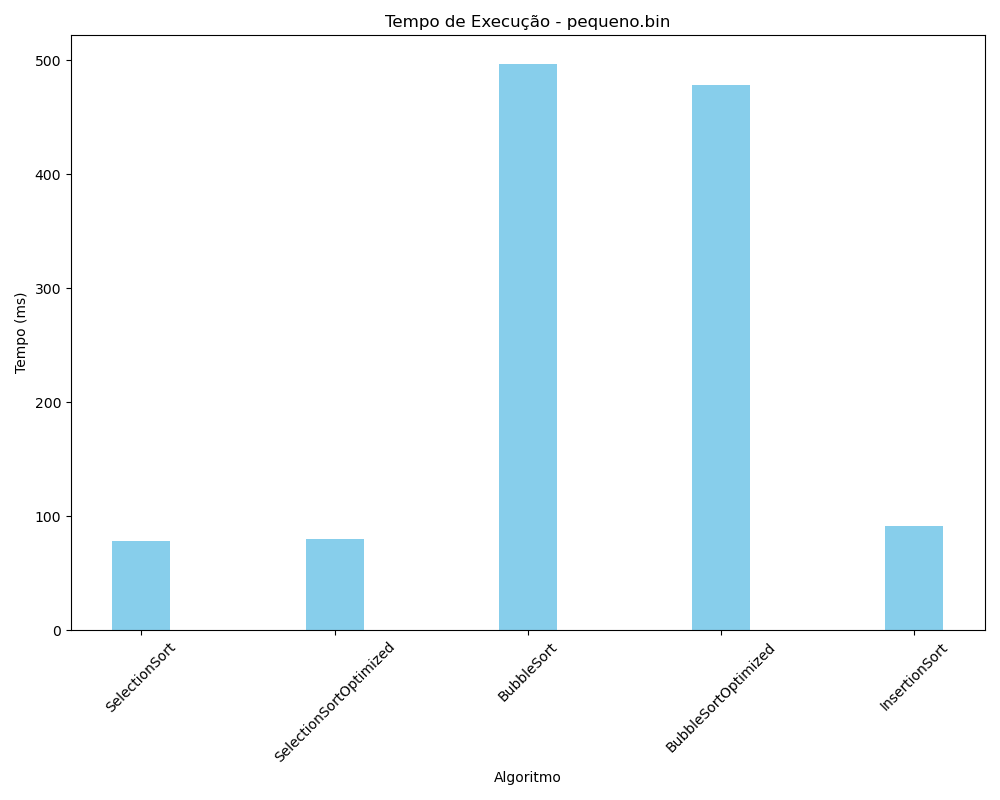 Tempo de Execução - pequeno.bin
Tempo (ms)
500
400
300
200
100
0
SelectionSort
SelectionSortOptimized
BubbleSort
BubbleSortOptimized
InsertionSort
Algoritmo